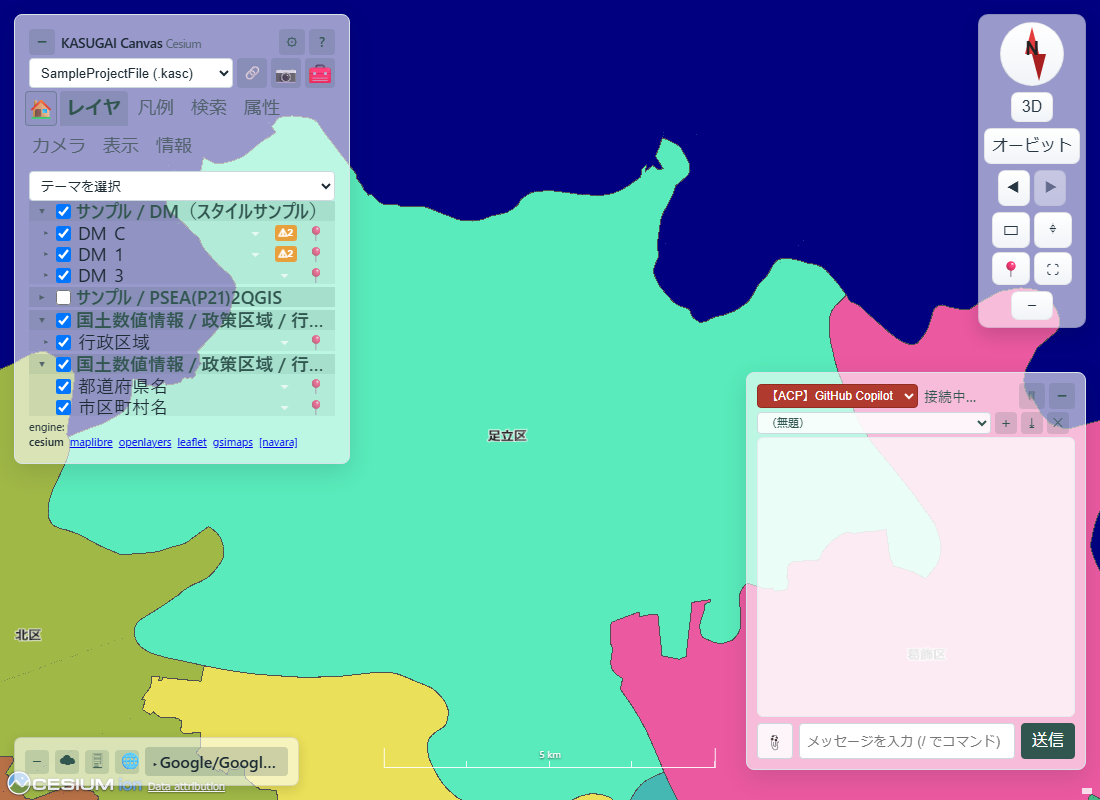 − KASUGAI Canvas Cesium ⚙ ?
SampleProjectFile (.kasc)
レイヤ 凡例 検索 属性
カメラ 表示 情報
テーマを選択
サンプル / DM（スタイルサンプル）
DM C ⚠2
DM 1 ⚠2
DM 3
サンプル / PSEA(P21)2QGIS
国土数値情報 / 政策区域 / 行…
行政区域
国土数値情報 / 政策区域 / 行…
都道府県名
市区町村名
engine:
cesium maplibre openlayers leaflet gsimaps [navara]
N
3D
オービット
◀ ▶
−
【ACP】GitHub Copilot 接続中... −
（無題） +
足立区
北区
葛飾区
メッセージを入力 (/ でコマンド) 送信
5 km
− Google/Googl...
CESIUM ion Data attribution